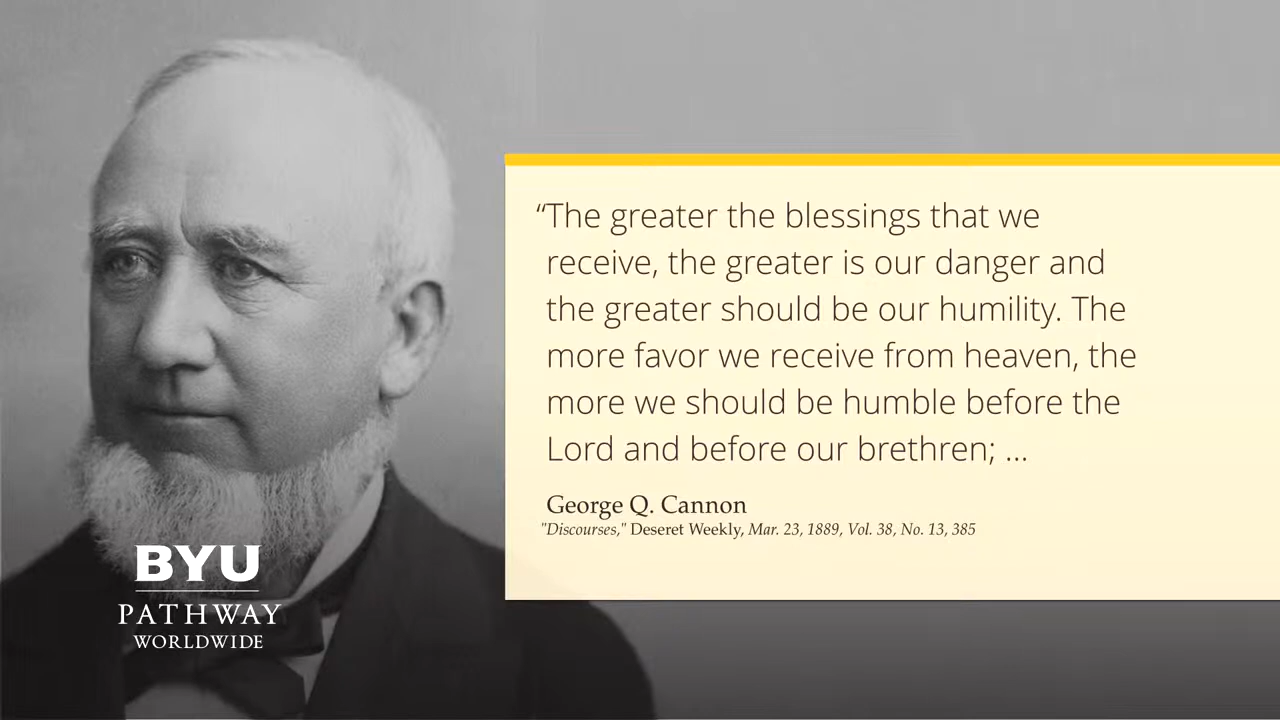 “The greater the blessings that we
receive, the greater is our danger and
the greater should be our humility. The
more favor we receive from heaven, the
more we should be humble before the
Lord and before our brethren; ...
George Q. Cannon
"Discourses," Deseret Weekly, Mar. 23, 1889, Vol. 38, No. 13, 385
BYU
PATHWAY
WORLDWIDE